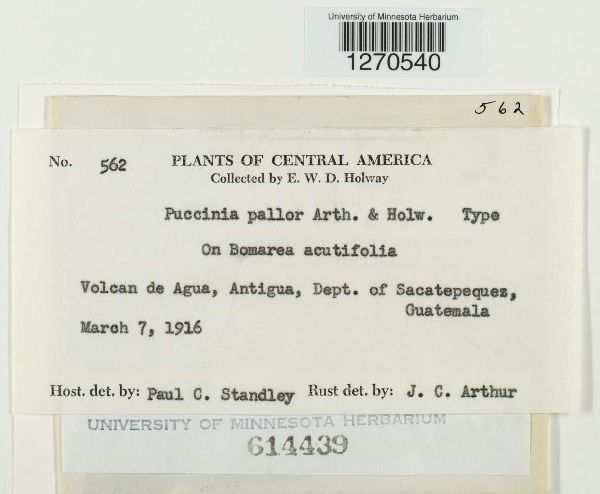 University of Minnesota Herbarium
1270540
562
No. 562 PLANTS OF CENTRAL AMERICA
Collected by E. W. D. Holway
Puccinia pallor Arth. & Holw. Type
On Bomarea acutifolia
Volcan de Agua, Antigua, Dept. of Sacatepequez,
Guatemala
March 7, 1916
Host. det. by: Paul C. Standley Rust det. by: J. C. Arthur
UNIVERSITY OF MINNESOTA HERBARIUM
614439